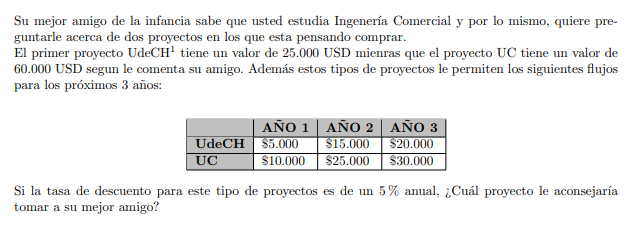 Su mejor amigo de la infancia sabe que usted estudia Ingenería Comercial y por lo mismo, quiere pre-
guntarle acerca de dos proyectos en los que esta pensando comprar.
El primer proyecto UdeCH¹ tiene un valor de 25.000 USD mienras que el proyecto UC tiene un valor de
60.000 USD segun le comenta su amigo. Además estos tipos de proyectos le permiten los siguientes flujos
para los próximos 3 años:
AÑO 1 AÑO 2 AÑO 3
UdeCH $5.000 $15.000 $20.000
UC $10.000 $25.000 $30.000
Si la tasa de descuento para este tipo de proyectos es de un 5 % anual, ¿Cuál proyecto le aconsejaría
tomar a su mejor amigo?